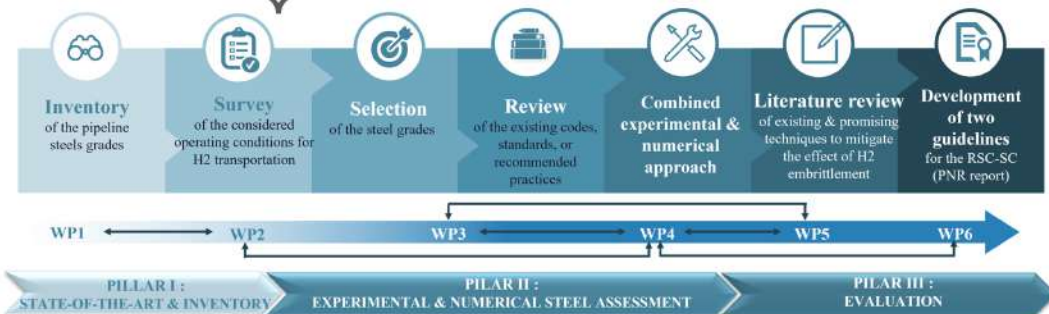 Inventory
of the pipeline
steels grades
Survey
of the considered
operating conditions for
H2 transportation
Selection
of the steel grades
Review
of the existing codes,
standards, or
recommended
practices
Combined
experimental &
numerical
approach
Literature review
of existing & promising
techniques to mitigate
the effect of H2
embrittlement
Development
of two
guidelines
for the RSC-SC
(PNR report)
WP1
WP2
WP3
WP4
WP5
WP6
PILLAR I :
STATE-OF-THE-ART & INVENTORY
PILAR II :
EXPERIMENTAL & NUMERICAL STEEL ASSESSMENT
PILAR III :
EVALUATION